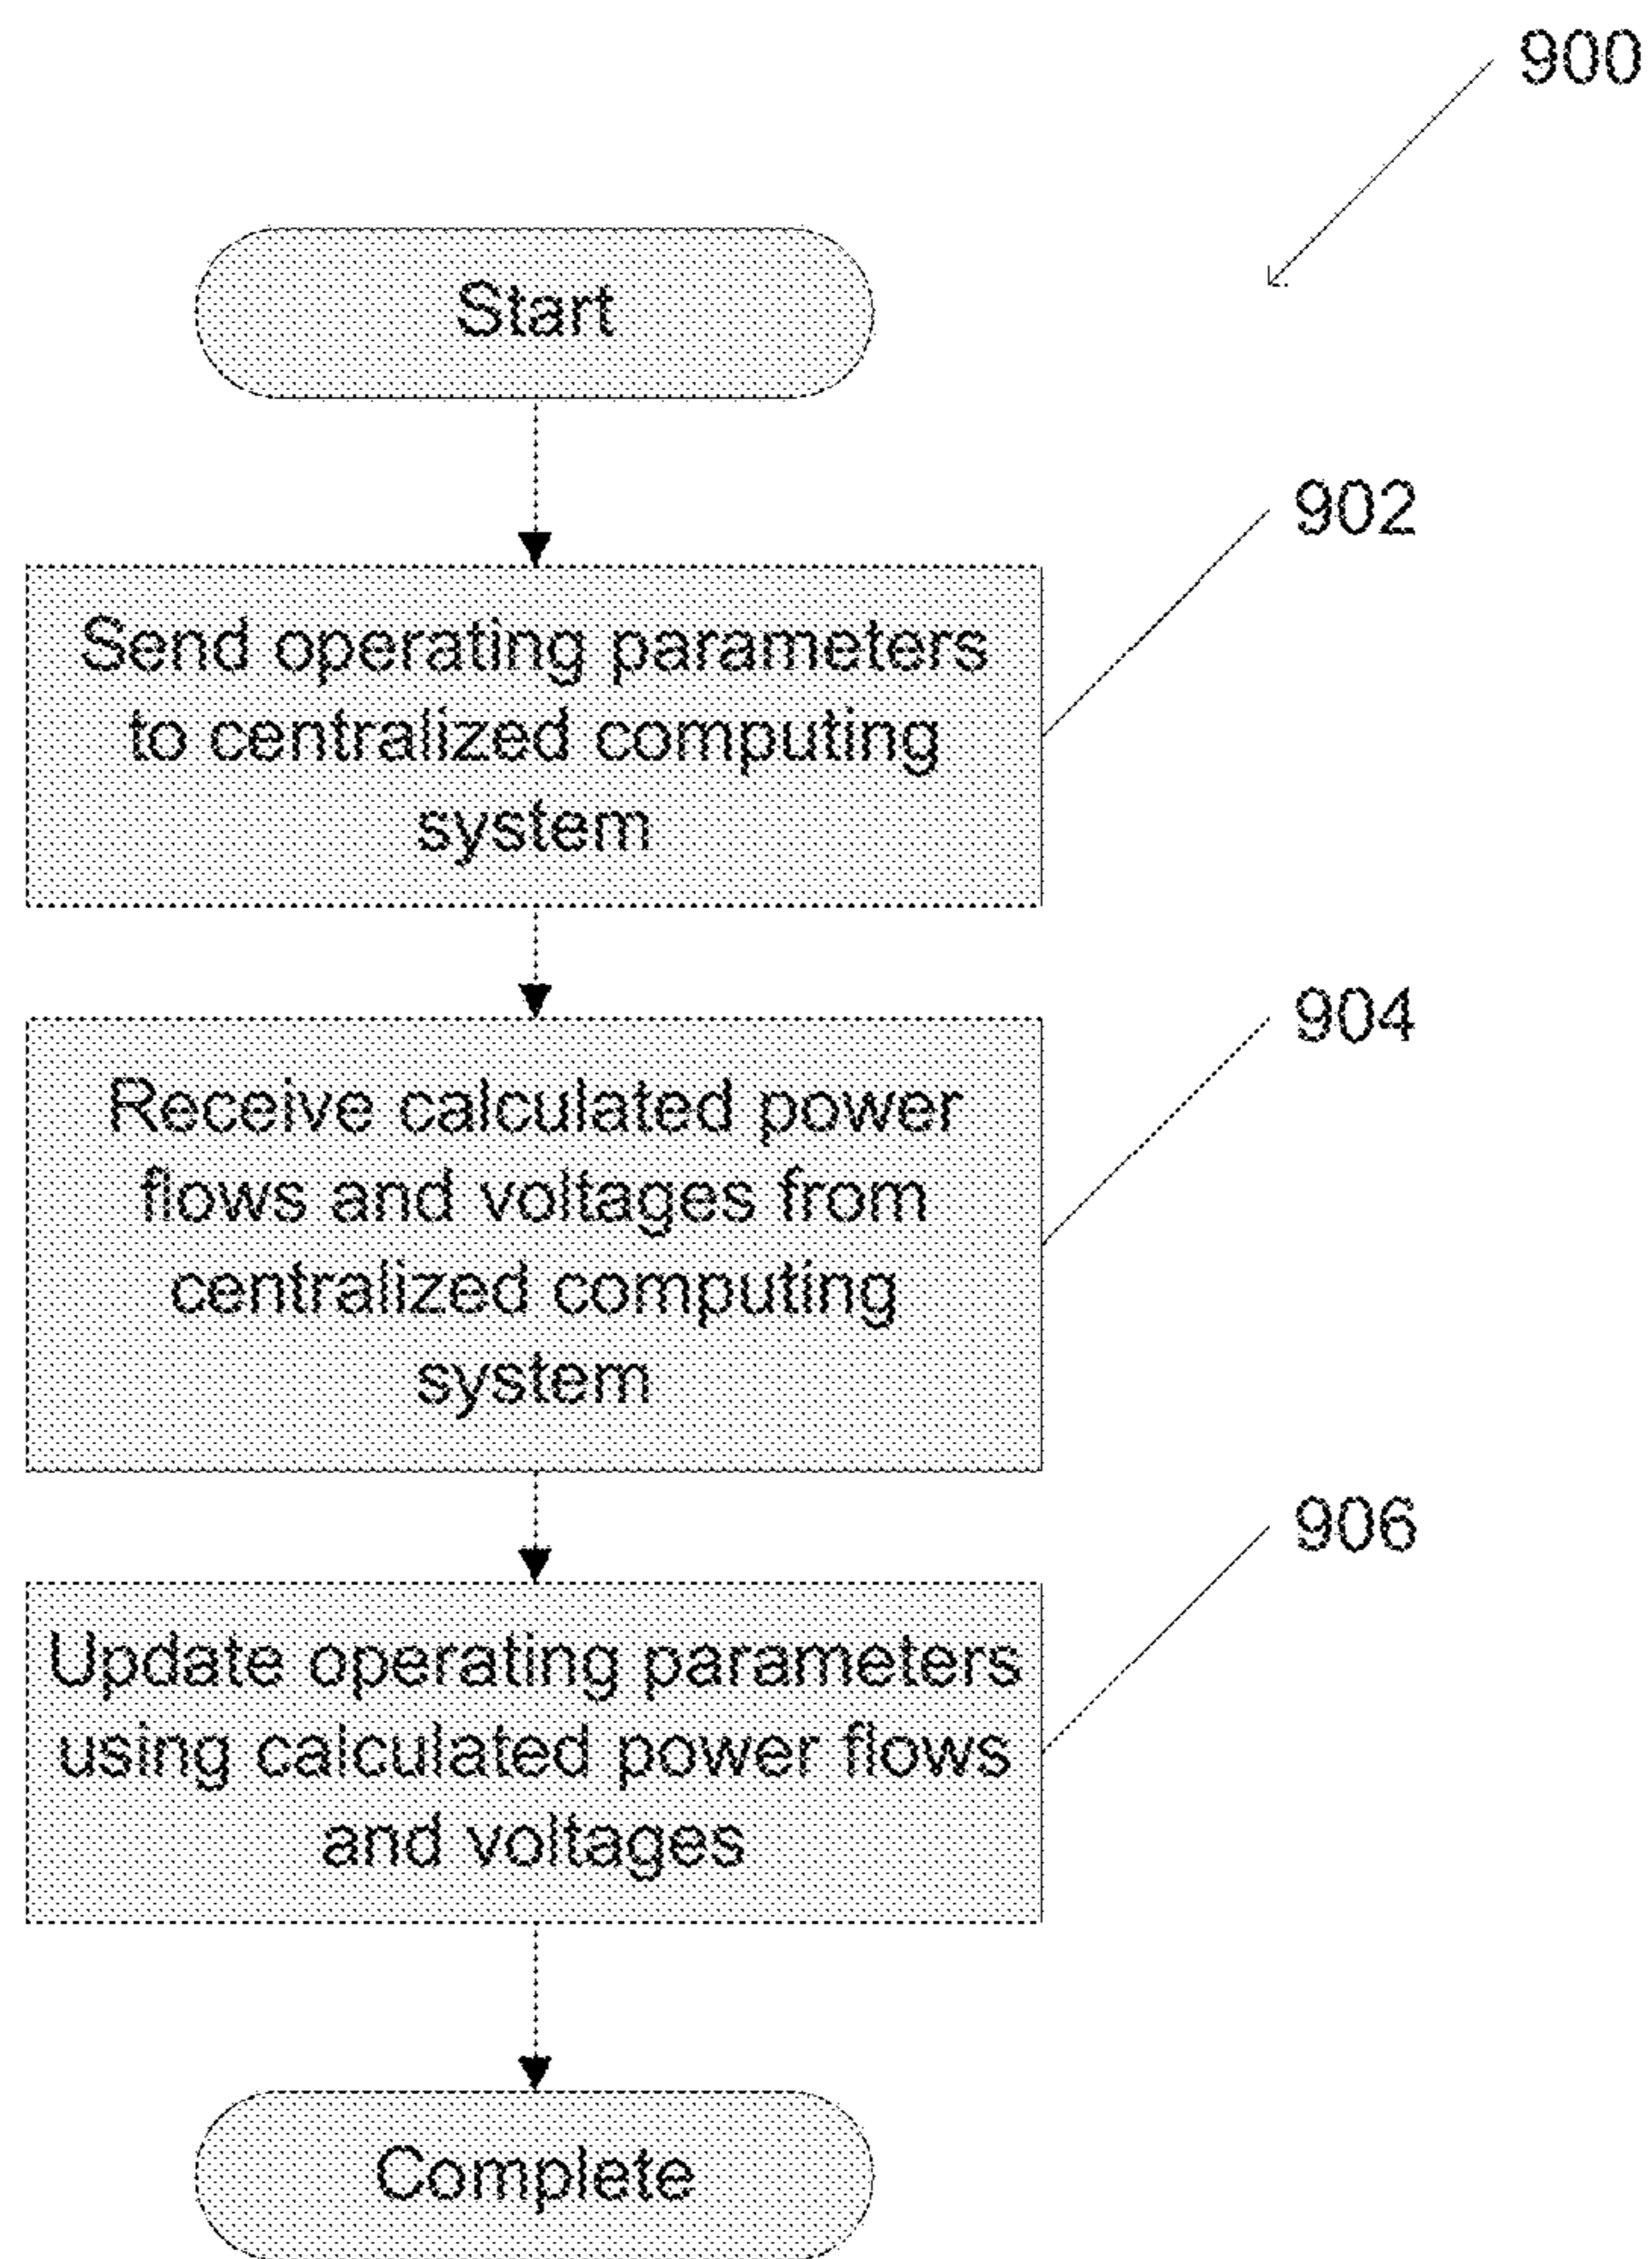 900
Start
902
Send operating parameters
to centralized computing
system
904
Receive calculated power
flows and voltages from
centralized computing
system
906
Update operating parameters
using calculated power flows
and voltages
Complete